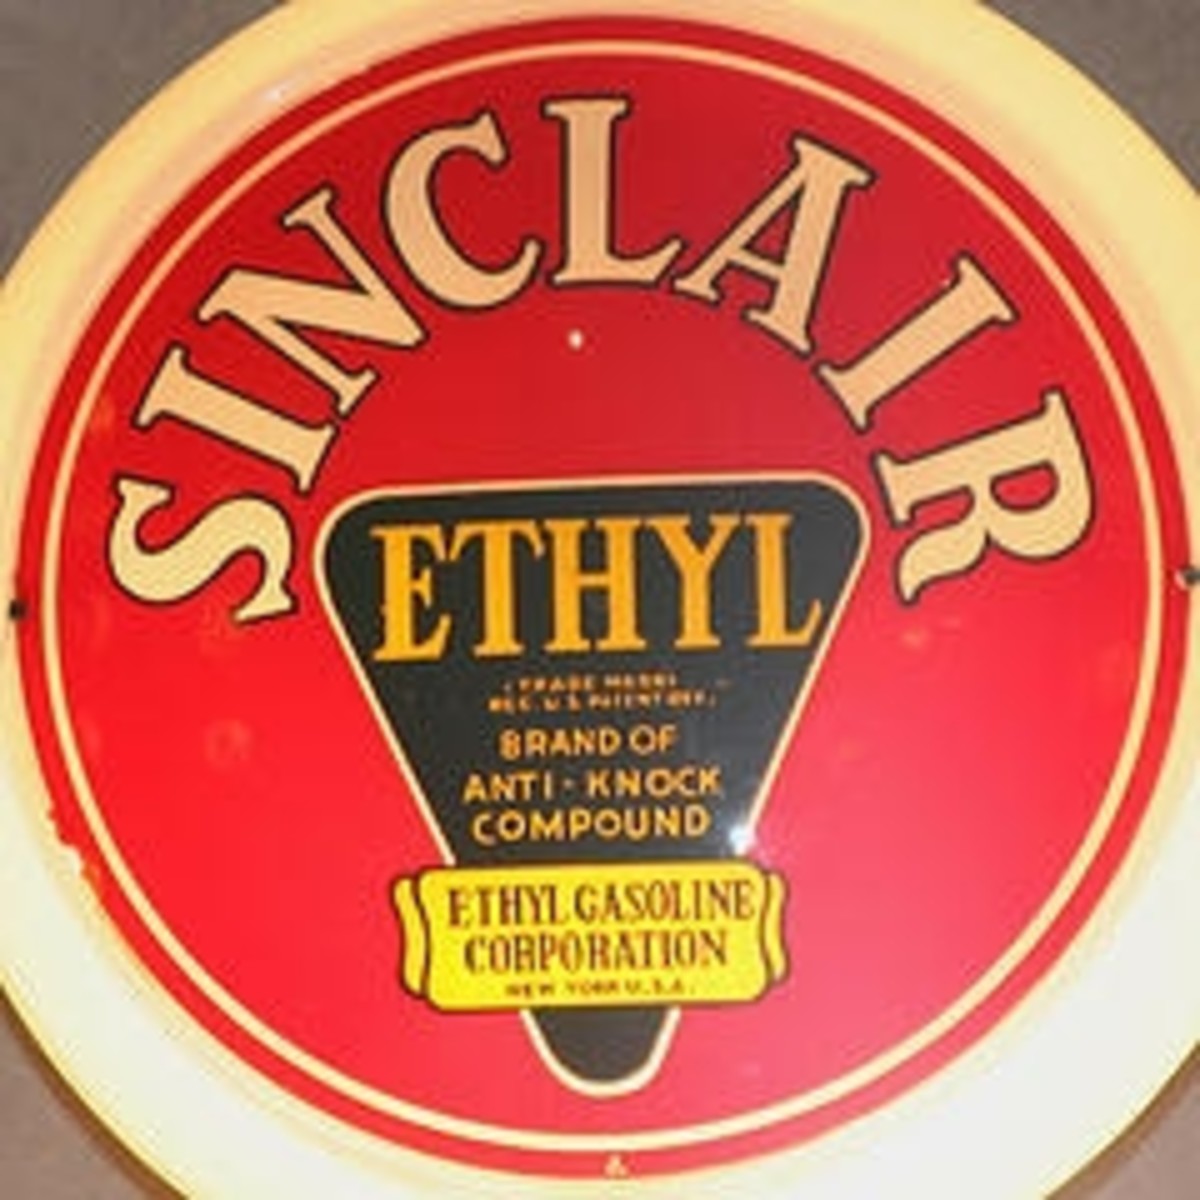 SINCLAIR
ETHYL
TRADE MARK
REG. U.S. PATENT OFF.
BRAND OF
ANTI-KNOCK
COMPOUND
ETHYL GASOLINE
CORPORATION
NEW YORK U.S.A.